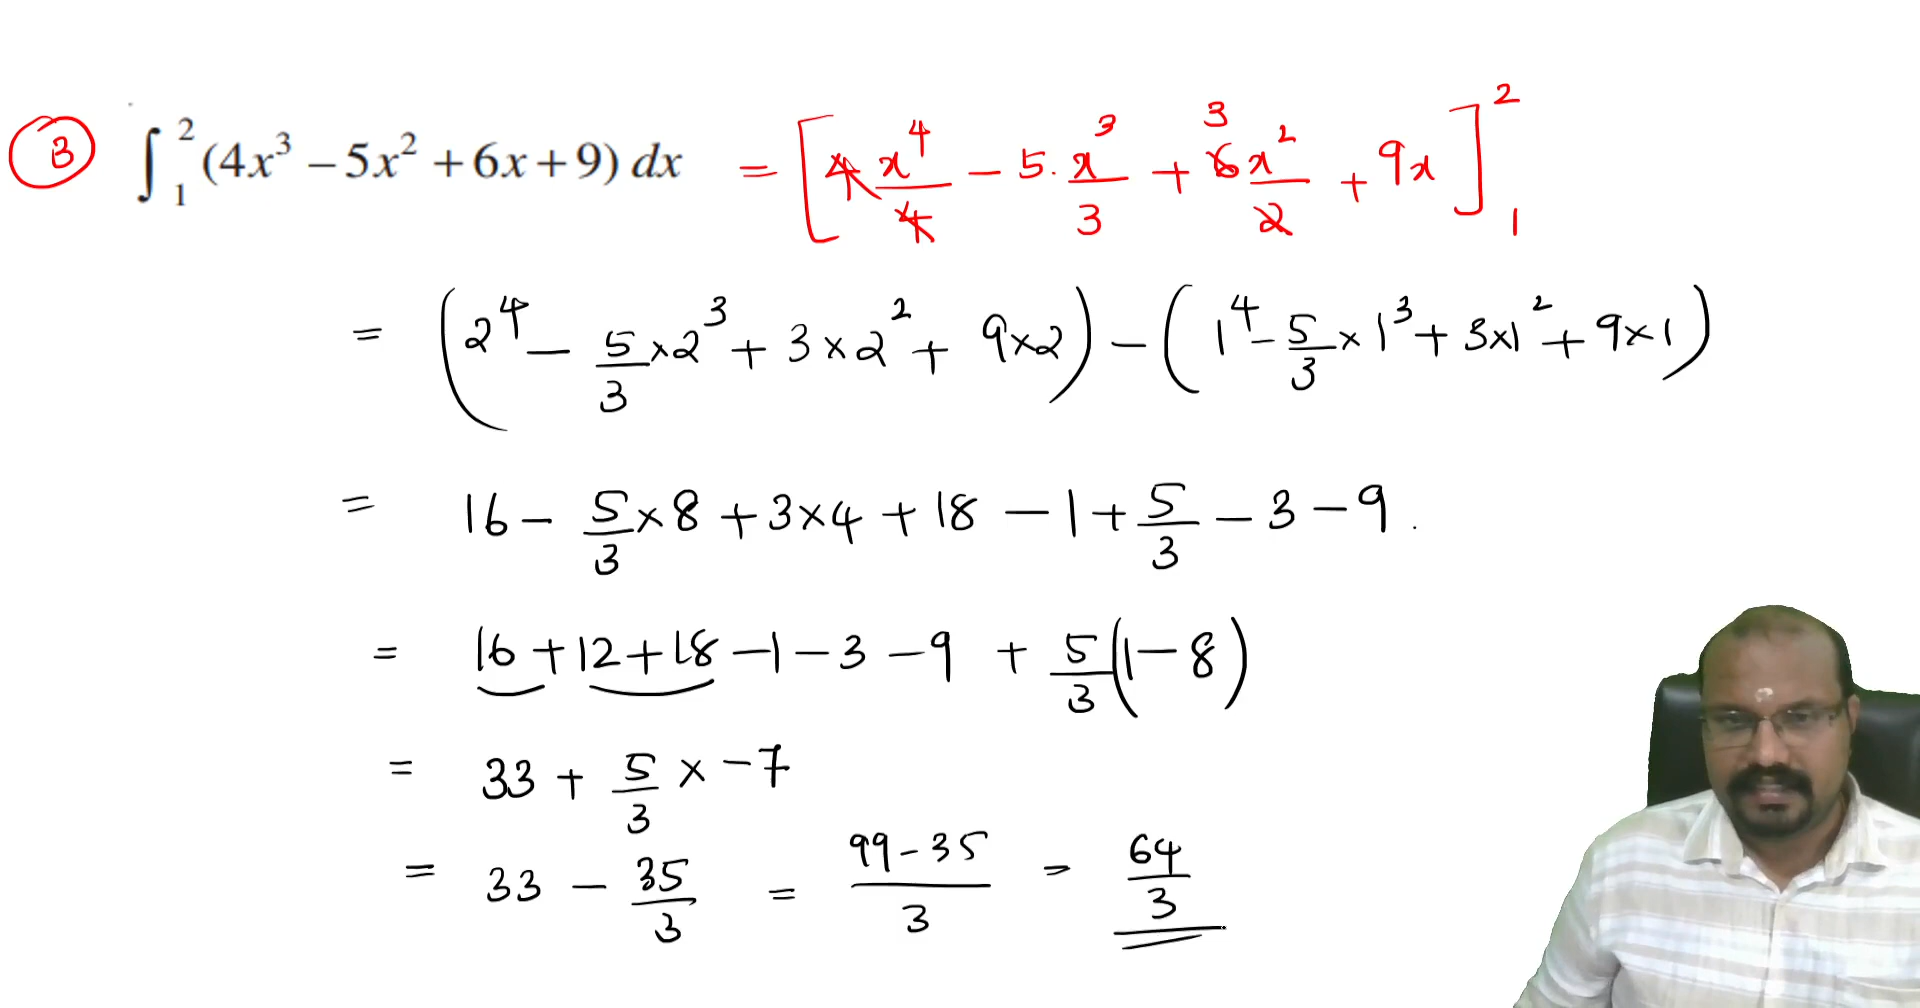 ③ ∫₁² (4x³ − 5x² + 6x + 9) dx = [4 x⁴/4 − 5. x³/3 + 6 3 x²/2 + 9x]₁²
= (2⁴ − 5/3 × 2³ + 3 × 2² + 9×2) − (1⁴ − 5/3 × 1³ + 3×1² + 9×1)
= 16 − 5/3 × 8 + 3×4 + 18 − 1 + 5/3 − 3 − 9.
= 16 + 12 + 18 − 1 − 3 − 9 + 5/3 (1 − 8)
= 33 + 5/3 × −7
= 33 − 35/3 = 99−35/3 = 64/3